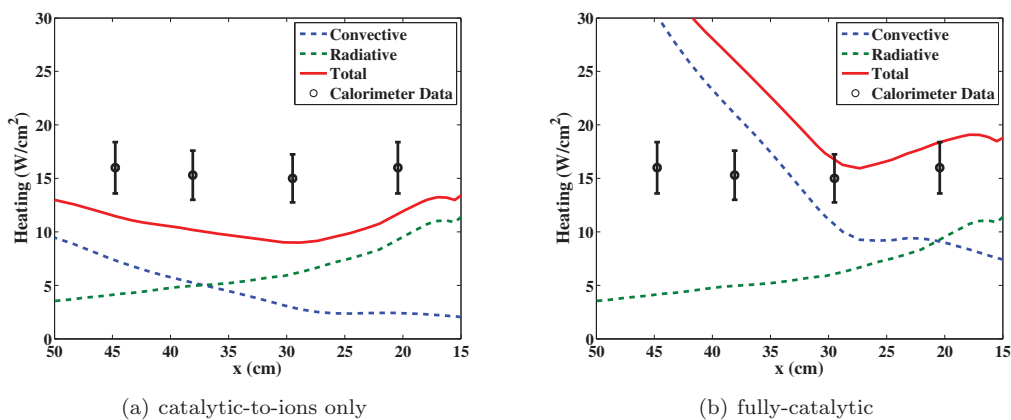 30
25
20
15
10
5
0
Heating (W/cm²)
50 45 40 35 30 25 20 15
x (cm)
Convective
Radiative
Total
Calorimeter Data
(a) catalytic-to-ions only
30
25
20
15
10
5
0
Heating (W/cm²)
50 45 40 35 30 25 20 15
x (cm)
Convective
Radiative
Total
Calorimeter Data
(b) fully-catalytic